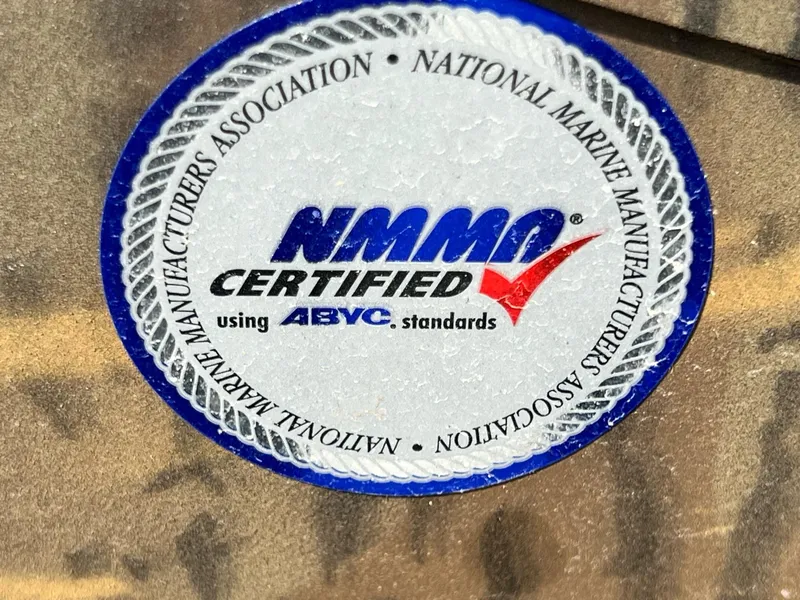 NATIONAL MARINE MANUFACTURERS ASSOCIATION • NATIONAL MARINE MANUFACTURERS ASSOCIATION •
NMMA®
CERTIFIED
using ABYC® standards